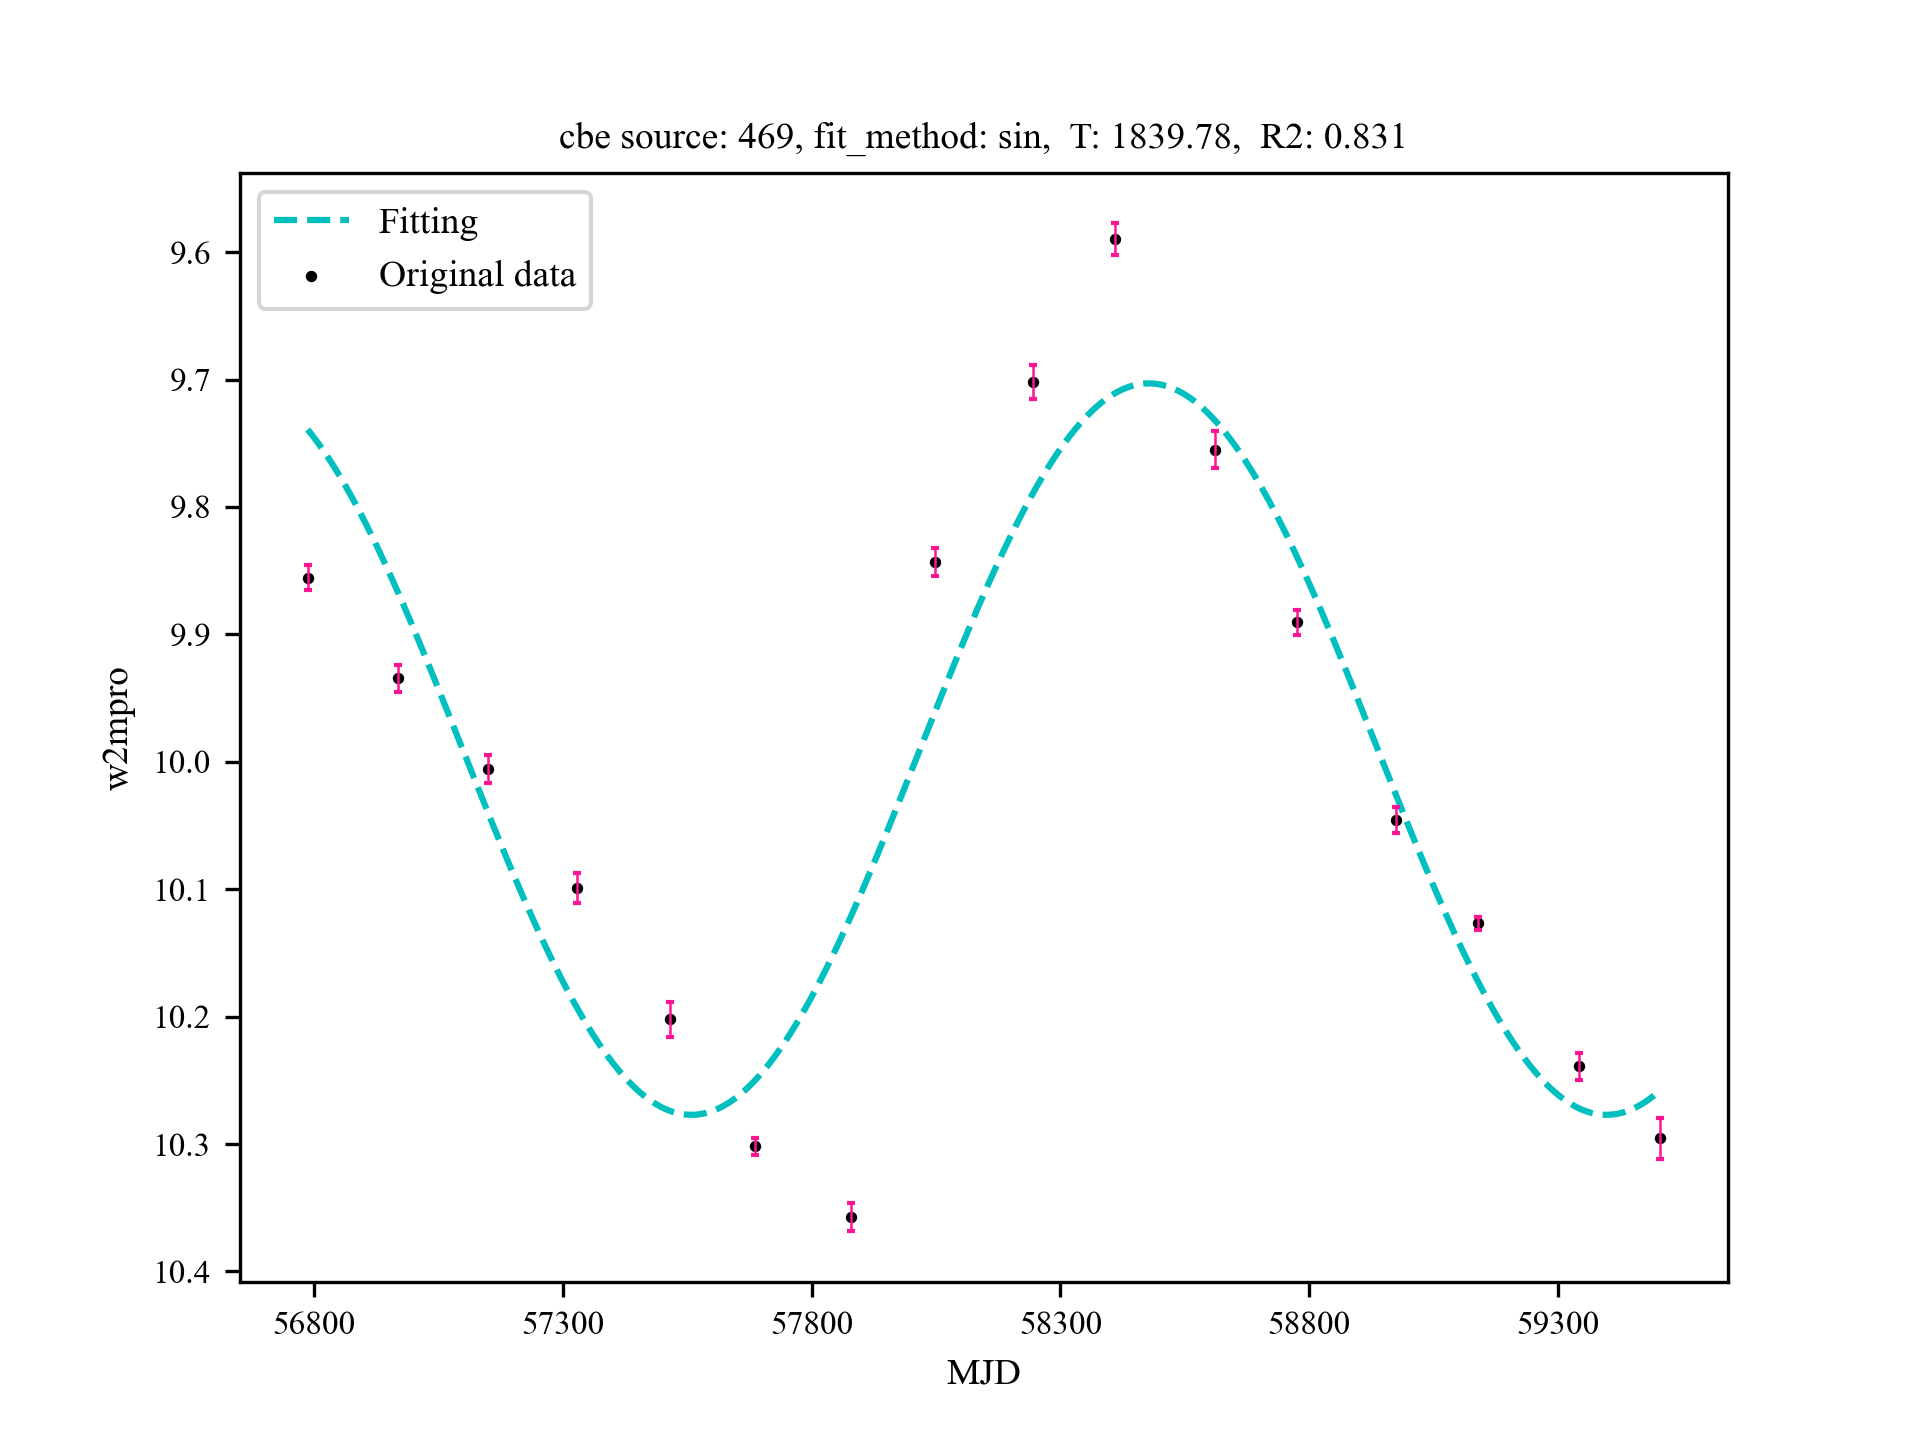 cbe source: 469, fit_method: sin,  T: 1839.78,  R2: 0.831
Fitting
Original data
9.6
9.7
9.8
9.9
10.0
10.1
10.2
10.3
10.4
w2mpro
56800 57300 57800 58300 58800 59300
MJD